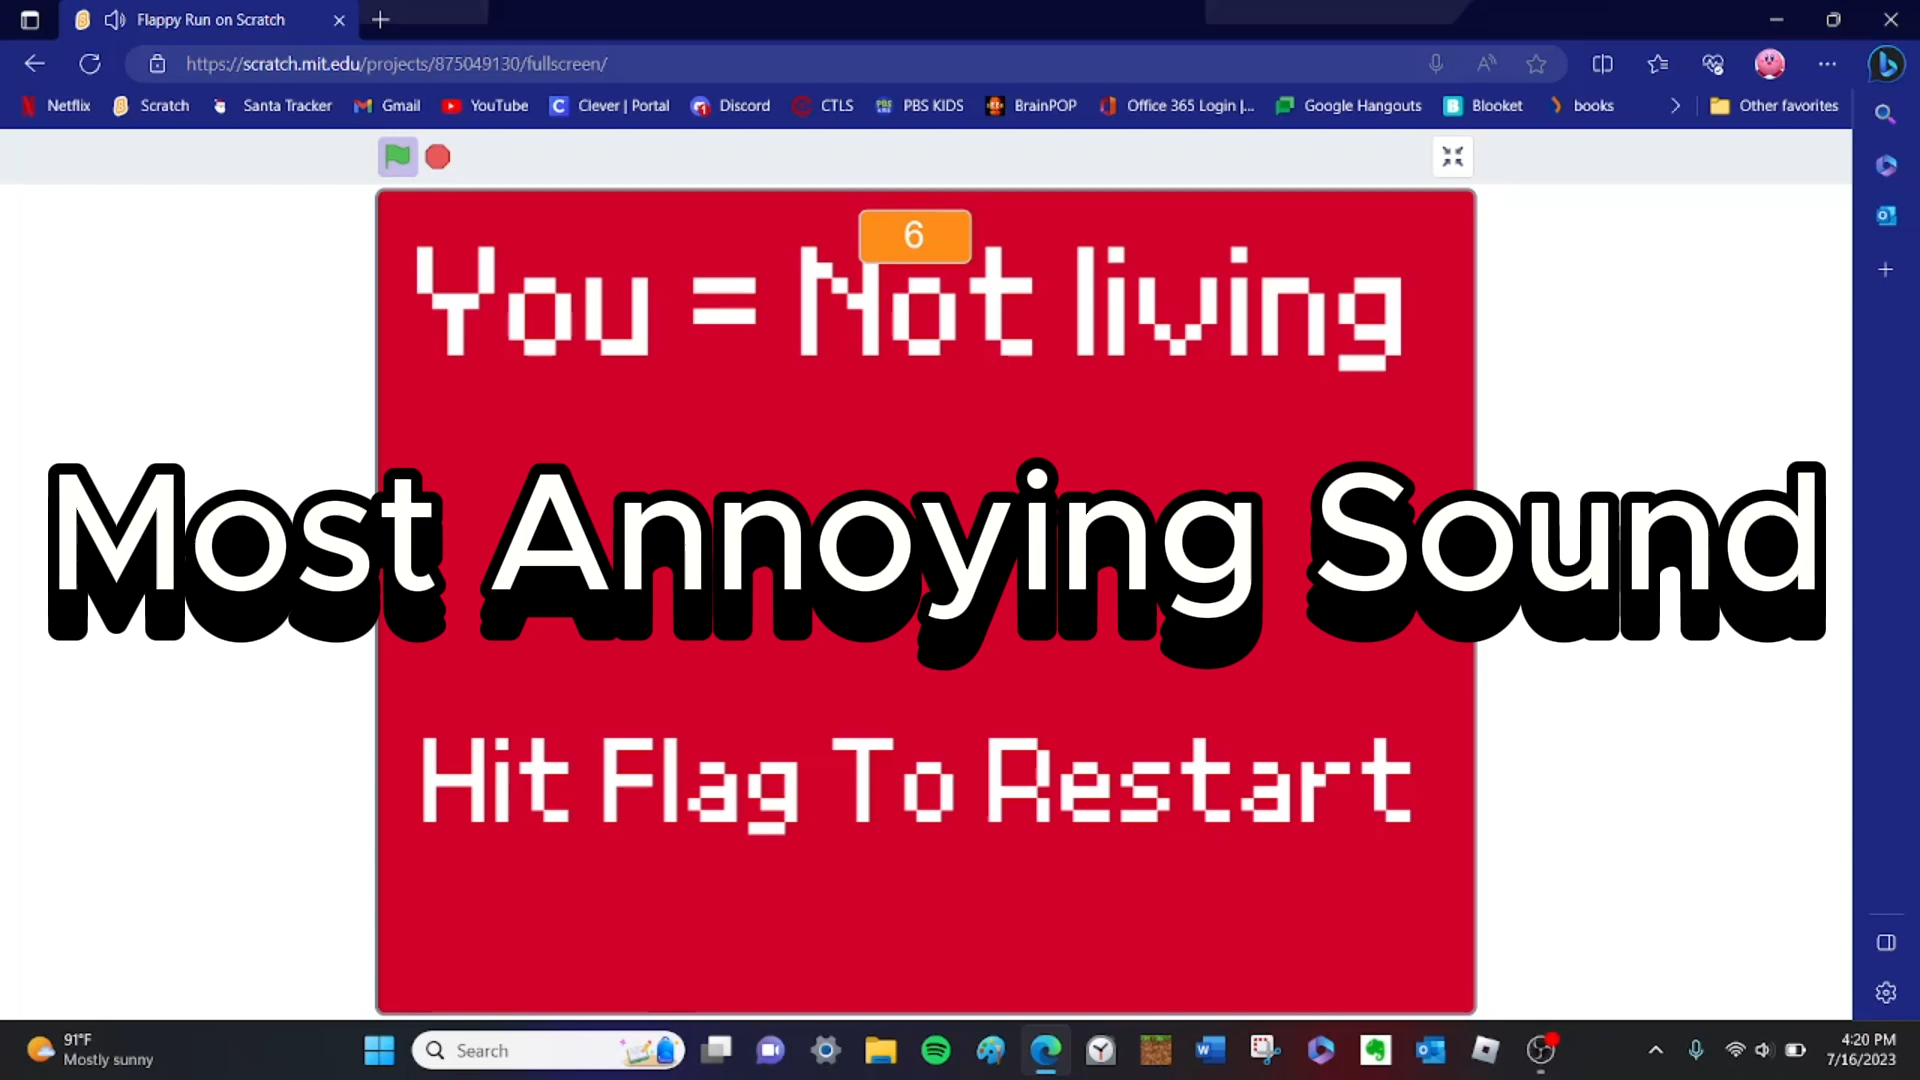 Flappy Run on Scratch
https://scratch.mit.edu/projects/875049130/fullscreen/
Netflix Scratch Santa Tracker Gmail YouTube Clever | Portal Discord CTLS PBS KIDS BrainPOP Office 365 Login |... Google Hangouts Blooket books Other favorites
6
You = Not living
Most Annoying Sound
Hit Flag To Restart
91°F
Mostly sunny
Search
4:20 PM
7/16/2023